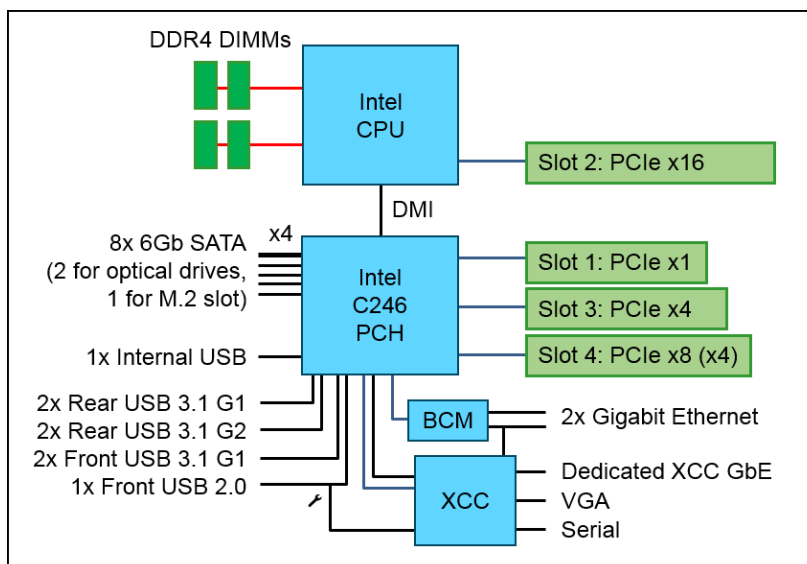 DDR4 DIMMs
Intel
CPU
Slot 2: PCIe x16
DMI
8x 6Gb SATA
(2 for optical drives,
1 for M.2 slot)
x4
Intel
C246
PCH
Slot 1: PCIe x1
Slot 3: PCIe x4
Slot 4: PCIe x8 (x4)
1x Internal USB
2x Rear USB 3.1 G1
2x Rear USB 3.1 G2
2x Front USB 3.1 G1
1x Front USB 2.0
BCM
2x Gigabit Ethernet
XCC
Dedicated XCC GbE
VGA
Serial